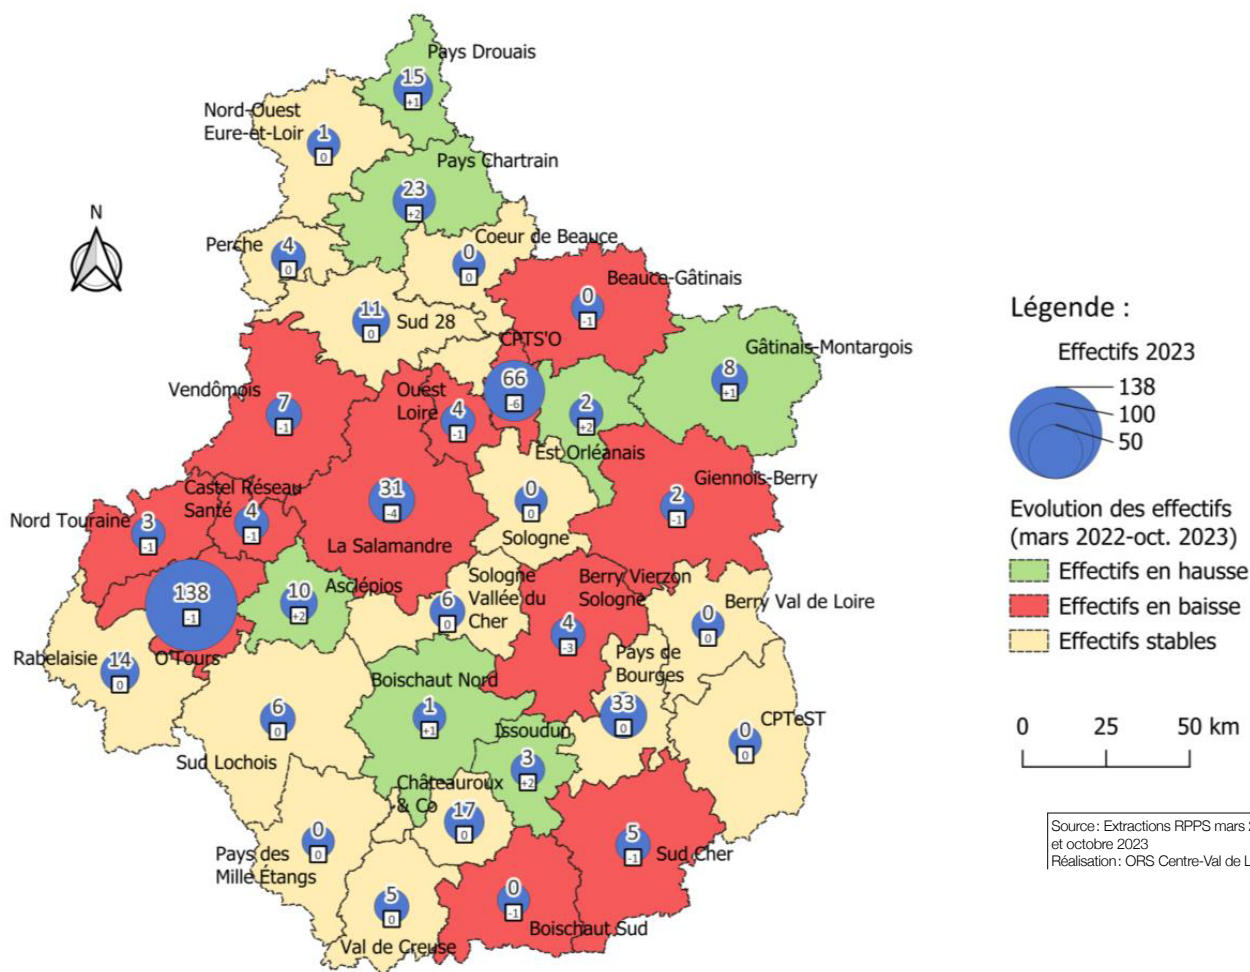 Pays Drouais
15
+1
Nord-Ouest
Eure-et-Loir
1
0
Pays Chartrain
23
+2
N
Perche
4
0
Coeur de Beauce
0
0
Beauce-Gâtinais
0
-1
11
0
Sud 28
CPTS'O
66
-6
Gâtinais-Montargois
8
+1
Vendômois
7
-1
Ouest
Loire
4
-1
2
+2
Est Orléanais
Giennois-Berry
2
-1
31
-4
La Salamandre
0
0
Sologne
Castel Réseau
Santé
4
-1
Nord Touraine
3
-1
138
-1
O'Tours
10
+2
Asclépios
Sologne
Vallée du
Cher
6
0
Berry Vierzon
Sologne
4
-3
Berry Val de Loire
0
0
Rabelaisie
14
0
Pays de
Bourges
33
0
Boischaut Nord
1
+1
6
0
Sud Lochois
Issoudun
3
+2
CPTeST
0
0
Châteauroux
& Co
17
0
0
0
Pays des
Mille Étangs
5
-1
Sud Cher
5
0
Val de Creuse
0
-1
Boischaut Sud
Légende :
Effectifs 2023
138
100
50
Evolution des effectifs
(mars 2022-oct. 2023)
Effectifs en hausse
Effectifs en baisse
Effectifs stables
0 25 50 km
Source : Extractions RPPS mars
et octobre 2023
Réalisation : ORS Centre-Val de